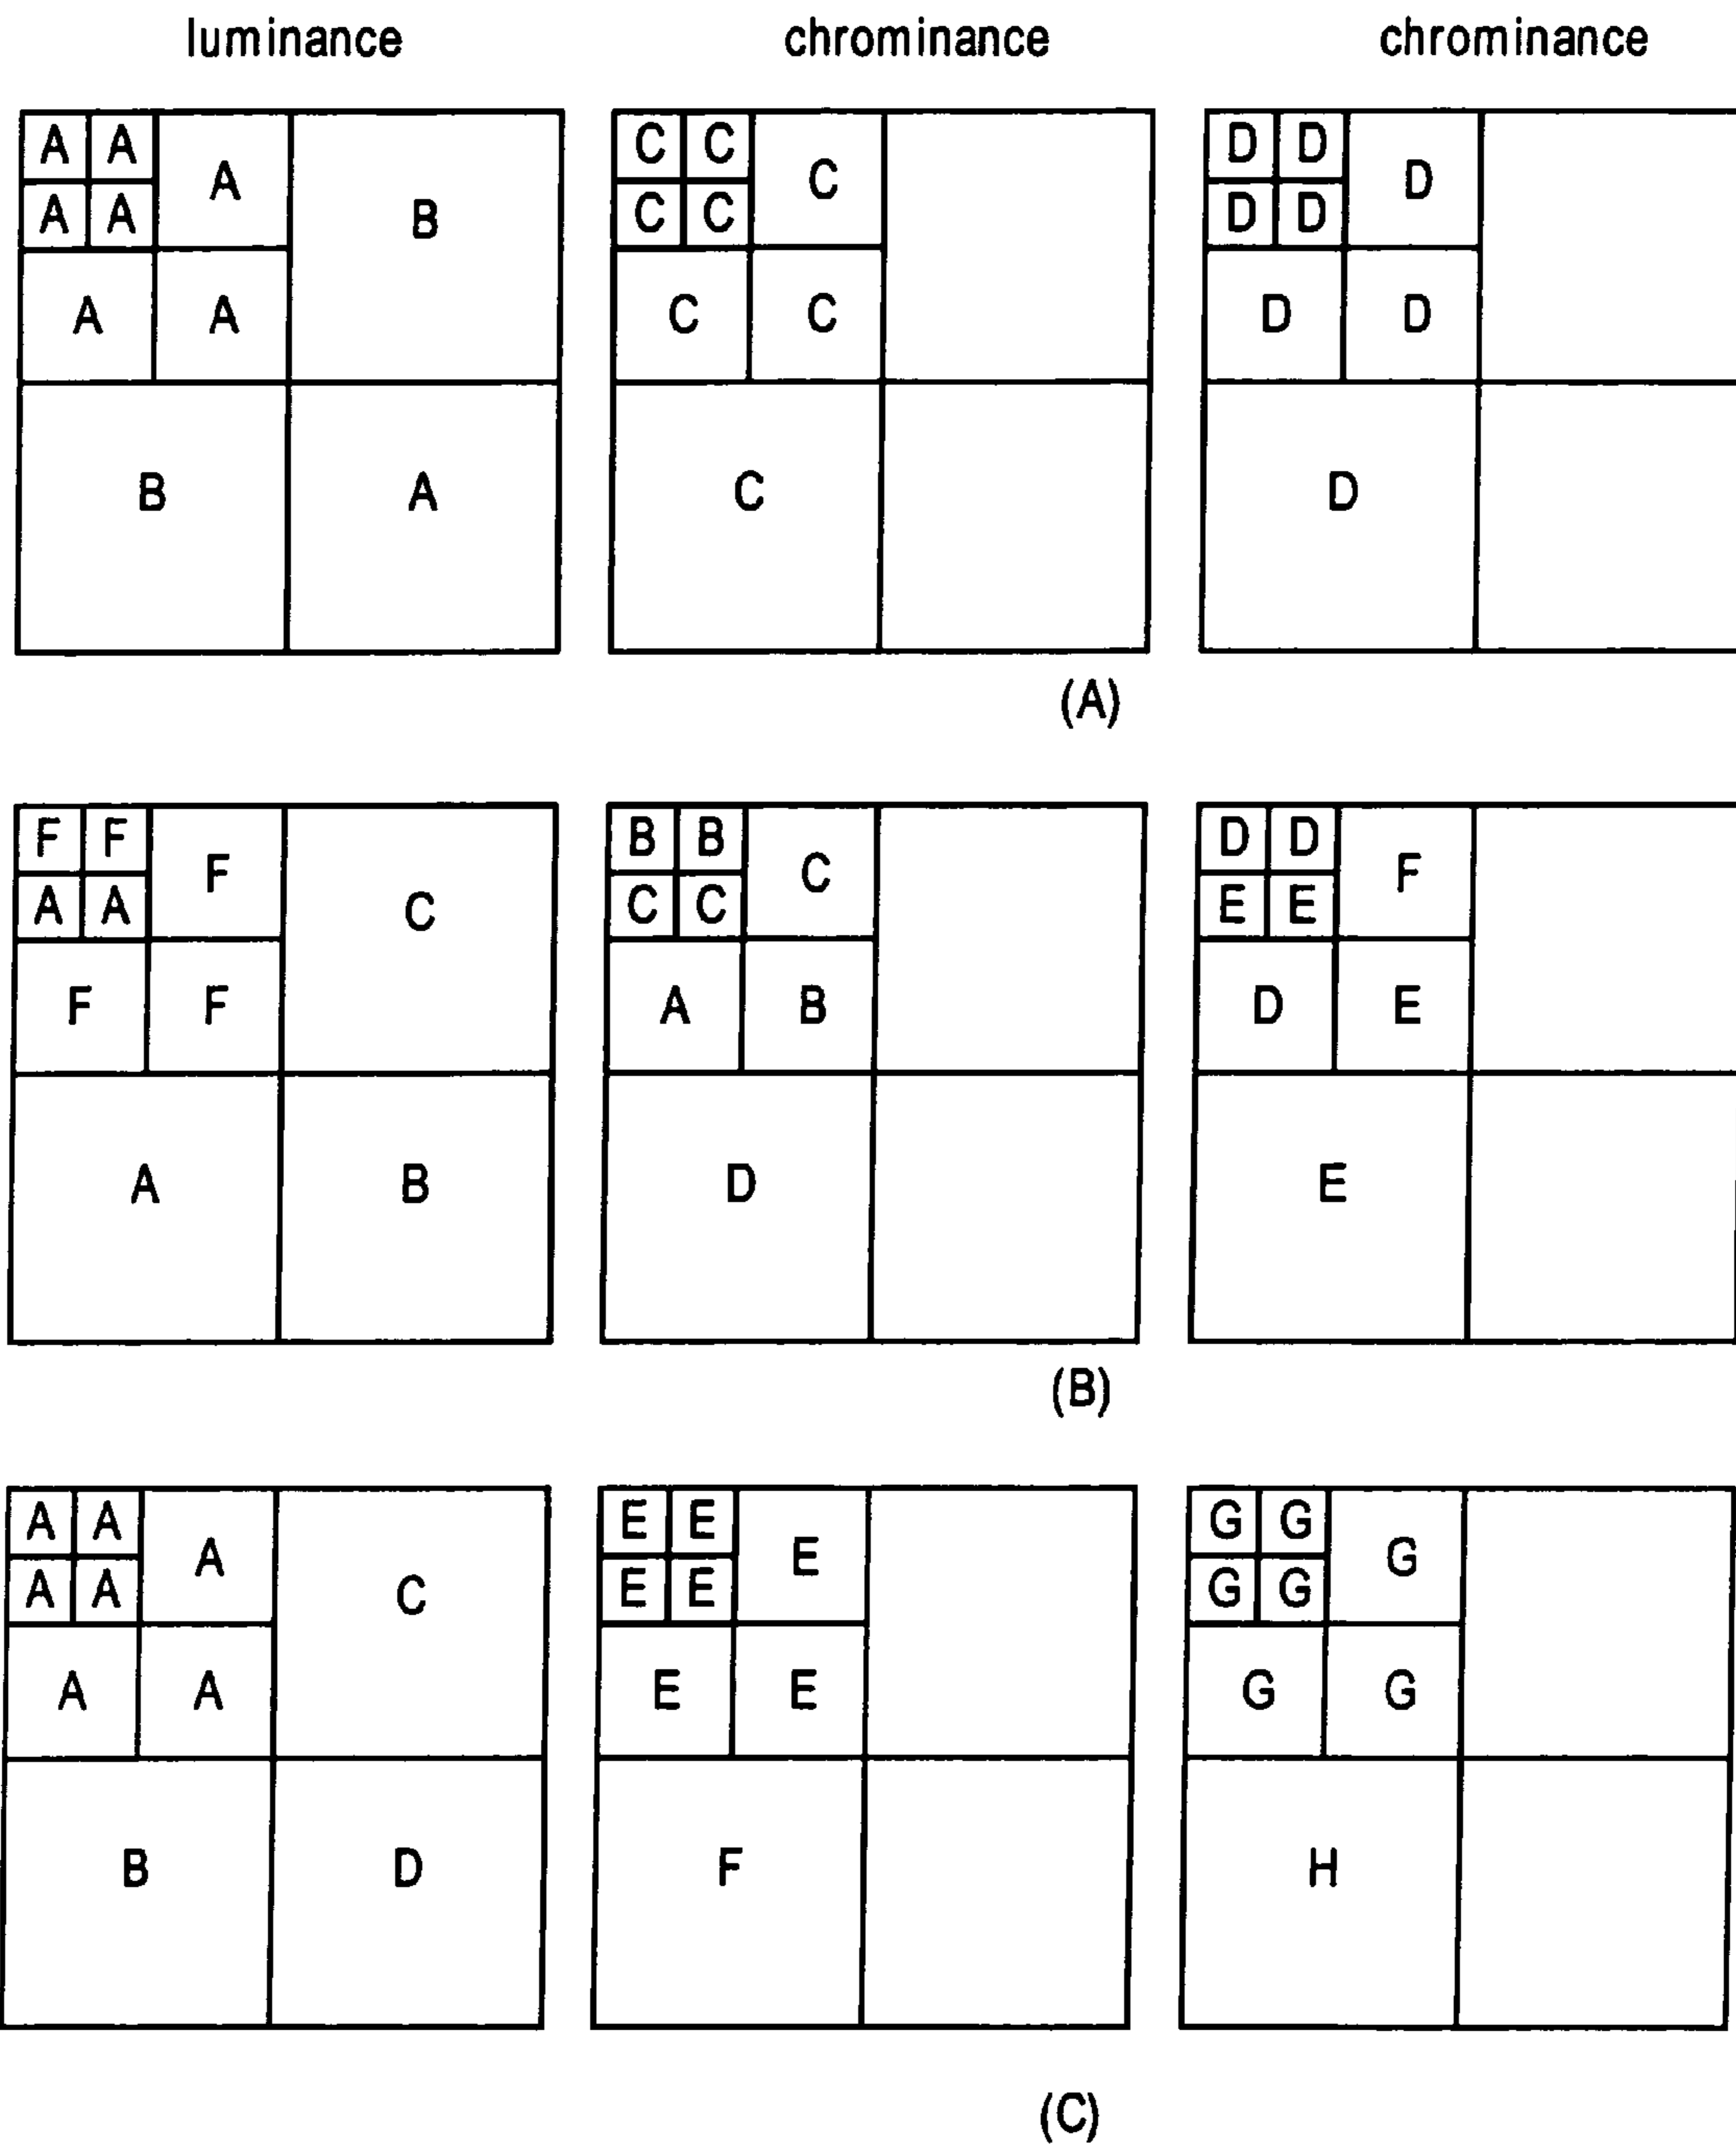 luminance chrominance chrominance
A A A B C C C D D D
A A C C D D
A A C C D D
B A C D
(A)
F F F C B B C D D F
A A C C E E
F F A B D E
A B D E
(B)
A A A C E E E G G G
A A E E G G
A A E E G G
B D F H
(C)